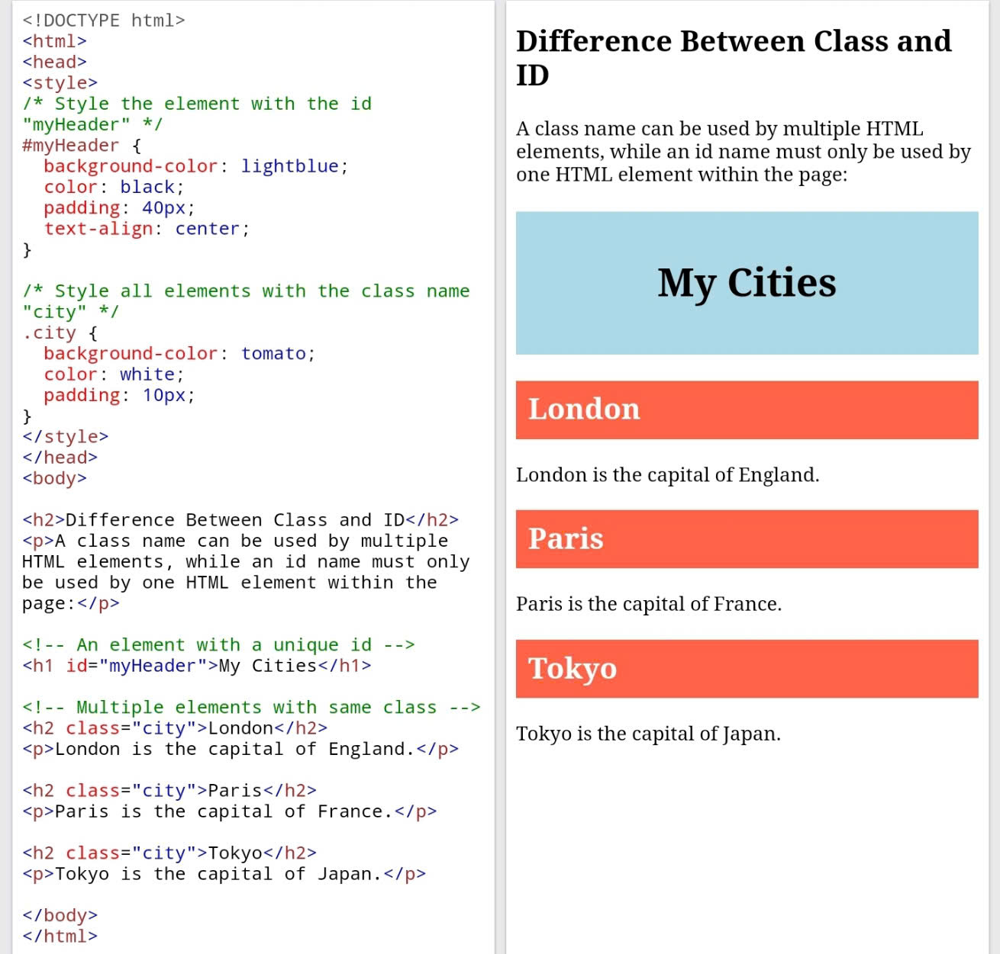 <!DOCTYPE html>
<html>
<head>
<style>
/* Style the element with the id
"myHeader" */
#myHeader {
  background-color: lightblue;
  color: black;
  padding: 40px;
  text-align: center;
}

/* Style all elements with the class name
"city" */
.city {
  background-color: tomato;
  color: white;
  padding: 10px;
}
</style>
</head>
<body>

<h2>Difference Between Class and ID</h2>
<p>A class name can be used by multiple
HTML elements, while an id name must only
be used by one HTML element within the
page:</p>

<!-- An element with a unique id -->
<h1 id="myHeader">My Cities</h1>

<!-- Multiple elements with same class -->
<h2 class="city">London</h2>
<p>London is the capital of England.</p>

<h2 class="city">Paris</h2>
<p>Paris is the capital of France.</p>

<h2 class="city">Tokyo</h2>
<p>Tokyo is the capital of Japan.</p>

</body>
</html>
Difference Between Class and
ID
A class name can be used by multiple HTML
elements, while an id name must only be used by
one HTML element within the page:
My Cities
London
London is the capital of England.
Paris
Paris is the capital of France.
Tokyo
Tokyo is the capital of Japan.